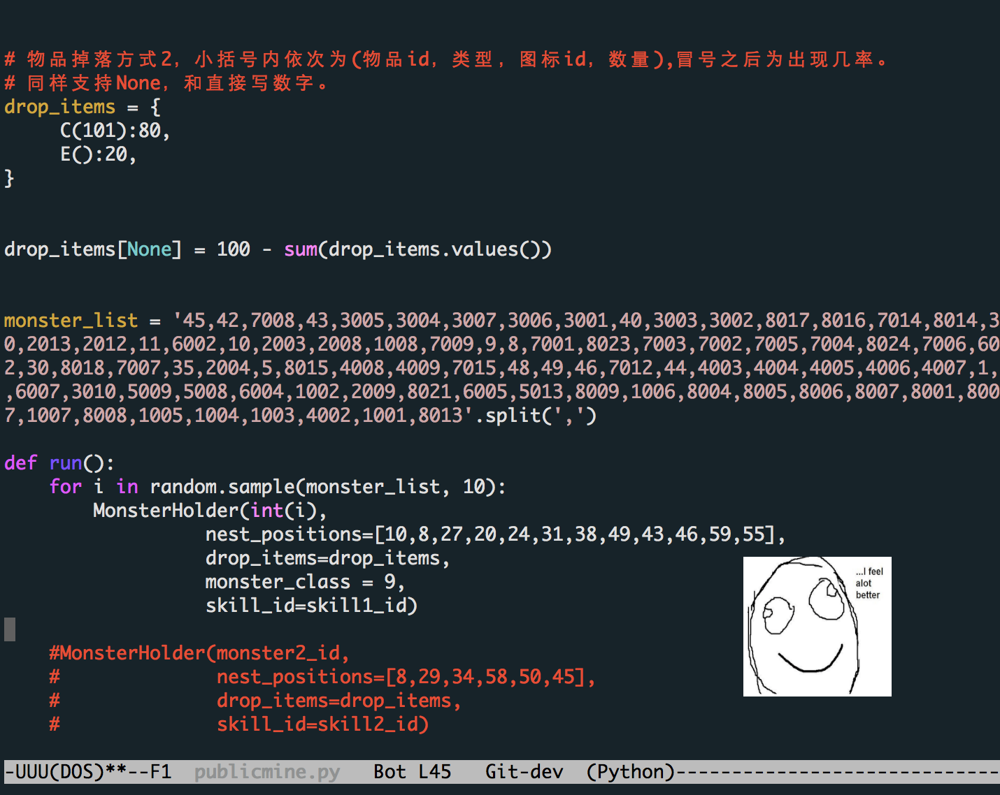 # 物品掉落方式2，小括号内依次为(物品id，类型，图标id，数量),冒号之后为出现几率。
# 同样支持None，和直接写数字。
drop_items = {
     C(101):80,
     E():20,
}
drop_items[None] = 100 - sum(drop_items.values())
monster_list = '45,42,7008,43,3005,3004,3007,3006,3001,40,3003,3002,8017,8016,7014,8014,3
0,2013,2012,11,6002,10,2003,2008,1008,7009,9,8,7001,8023,7003,7002,7005,7004,8024,7006,60
2,30,8018,7007,35,2004,5,8015,4008,4009,7015,48,49,46,7012,44,4003,4004,4005,4006,4007,1,
,6007,3010,5009,5008,6004,1002,2009,8021,6005,5013,8009,1006,8004,8005,8006,8007,8001,800
7,1007,8008,1005,1004,1003,4002,1001,8013'.split(',')
def run():
    for i in random.sample(monster_list, 10):
        MonsterHolder(int(i),
                  nest_positions=[10,8,27,20,24,31,38,49,43,46,59,55],
                  drop_items=drop_items,
                  monster_class = 9,
                  skill_id=skill1_id)
...I feel
alot
better
    #MonsterHolder(monster2_id,
    #              nest_positions=[8,29,34,58,50,45],
    #              drop_items=drop_items,
    #              skill_id=skill2_id)
-UUU(DOS)**--F1  publicmine.py   Bot L45   Git-dev  (Python)-----------------------------